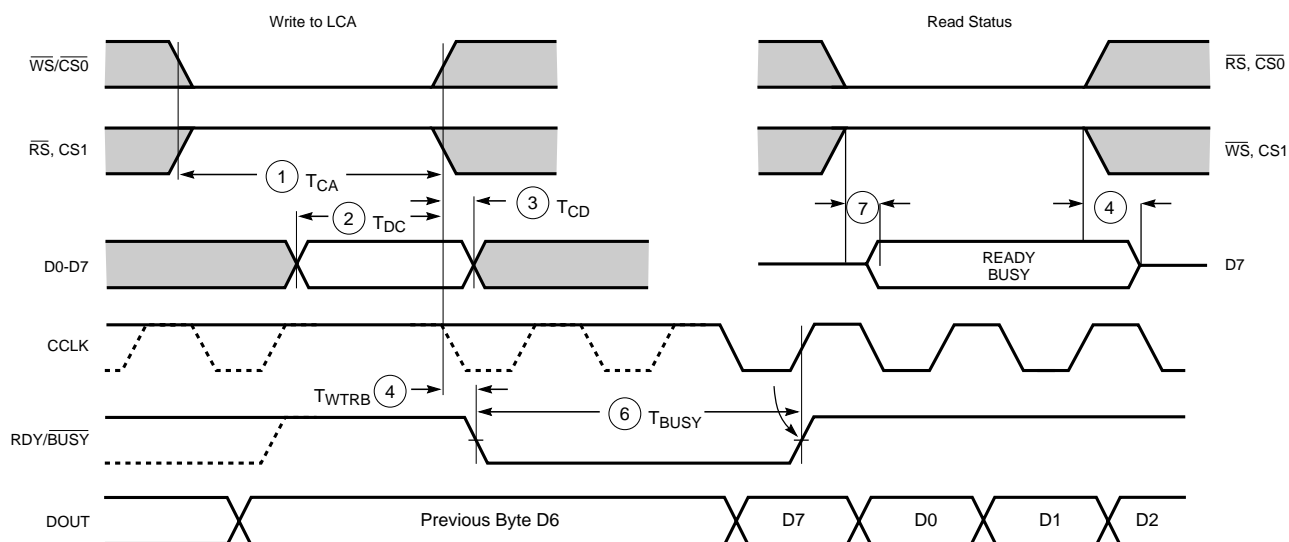 Write to LCA
Read Status
WS/CS0
RS, CS0
RS, CS1
WS, CS1
1 TCA
2 TDC
3 TCD
7
4
D0-D7
READY
BUSY
D7
CCLK
TWTRB 4
6 TBUSY
RDY/BUSY
DOUT
Previous Byte D6
D7
D0
D1
D2